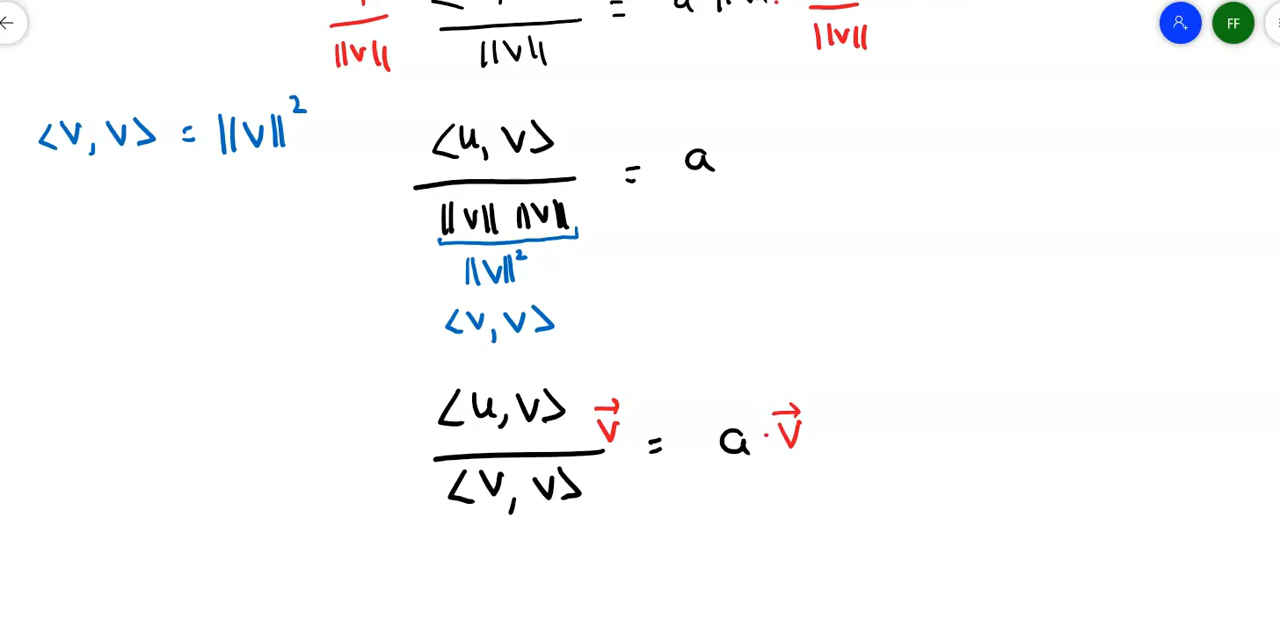 = a ||
||v|| ||v|| ||v||
<v, v> = ||v||²
<u, v> / ||v|| ||v|| = a
||v||²
<v, v>
<u, v> v⃗ / <v, v> = a · v⃗
FF